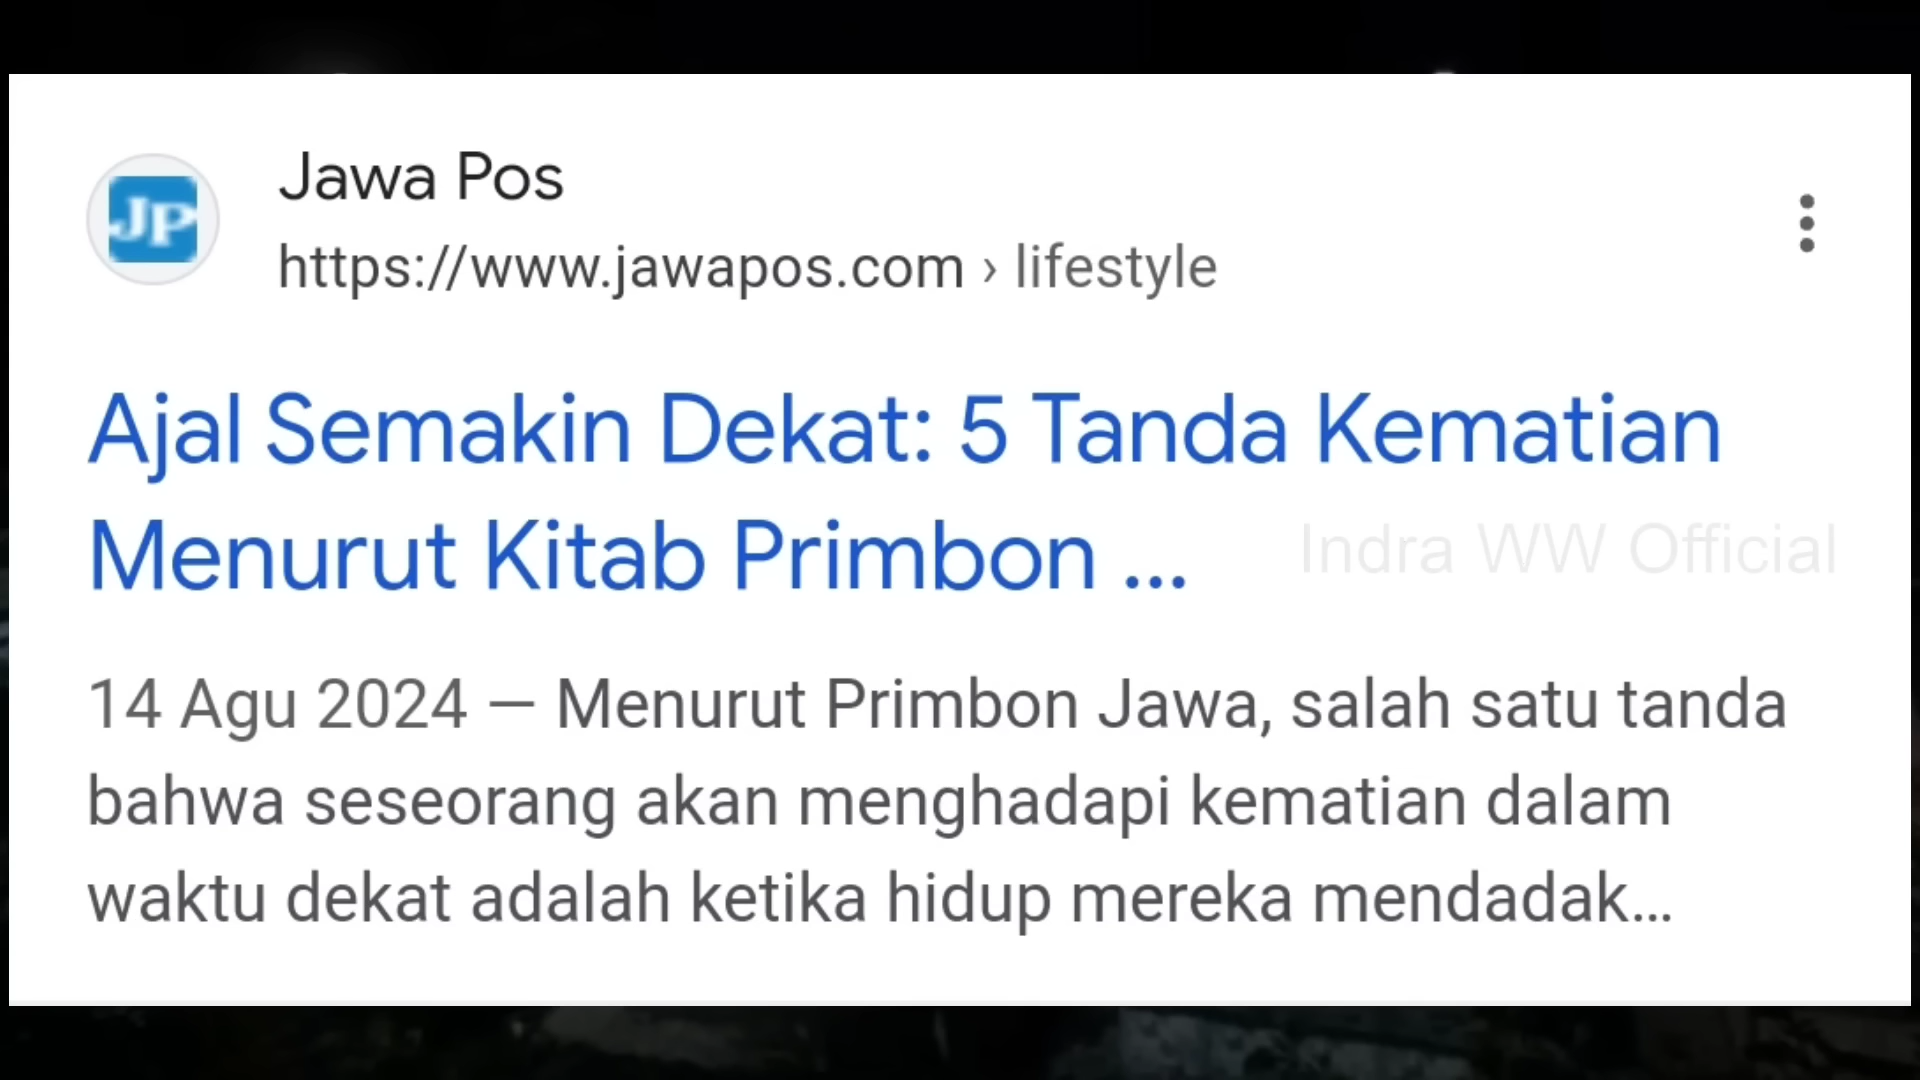 JP
Jawa Pos
https://www.jawapos.com › lifestyle
Ajal Semakin Dekat: 5 Tanda Kematian
Menurut Kitab Primbon ...
Indra WW Official
14 Agu 2024 — Menurut Primbon Jawa, salah satu tanda
bahwa seseorang akan menghadapi kematian dalam
waktu dekat adalah ketika hidup mereka mendadak...